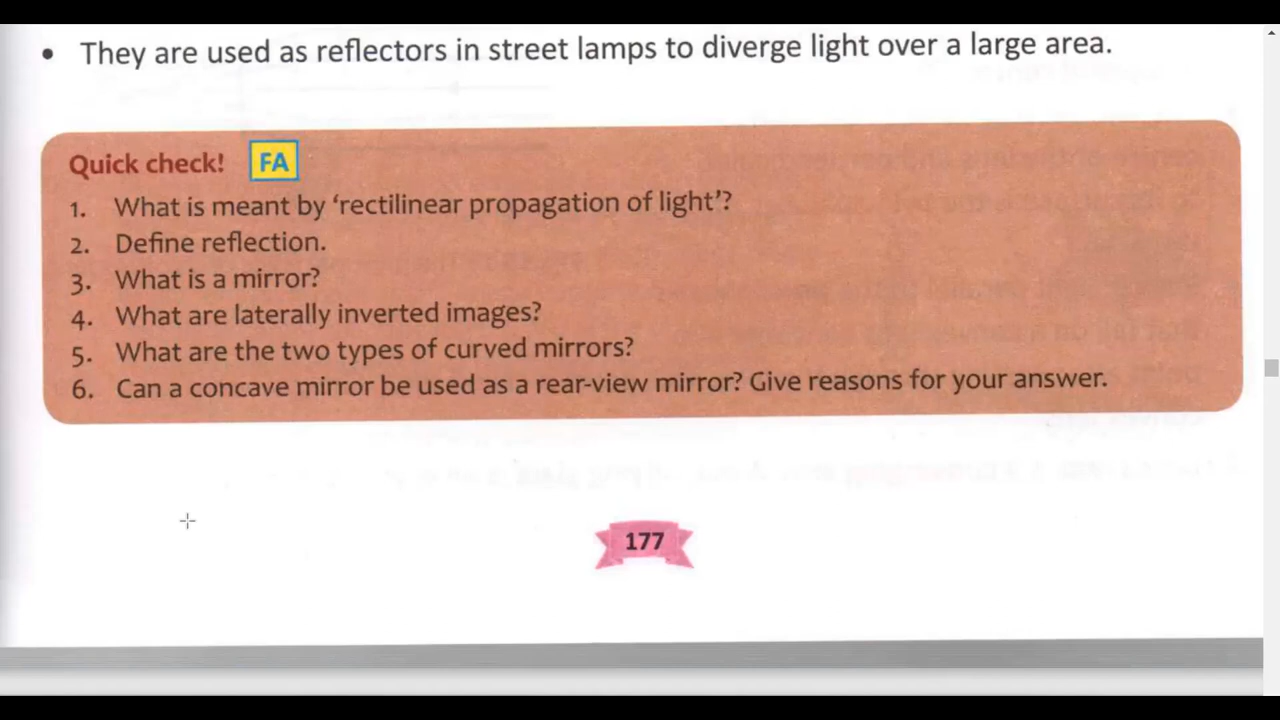 • They are used as reflectors in street lamps to diverge light over a large area.
Quick check! FA
1. What is meant by ‘rectilinear propagation of light’?
2. Define reflection.
3. What is a mirror?
4. What are laterally inverted images?
5. What are the two types of curved mirrors?
6. Can a concave mirror be used as a rear-view mirror? Give reasons for your answer.
177